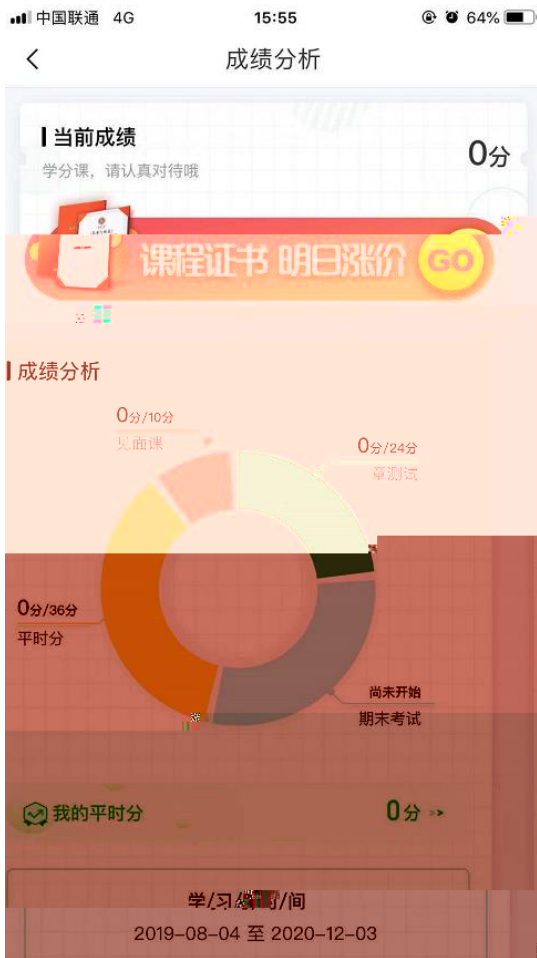 中国联通 4G 15:55 64%
成绩分析
当前成绩
0分
学分课，请认真对待哦
课程证书 明日涨价 GO
成绩分析
0分/10分
见面课
0分/24分
章测试
0分/36分
平时分
尚未开始
期末考试
我的平时分 0分 >>
学/习/ /间
2019-08-04 至 2020-12-03